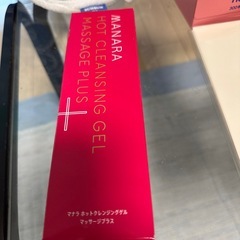 MANARA
HOT CLEANSING GEL
MASSAGE PLUS
マナラ ホットクレンジングゲル
マッサージプラス